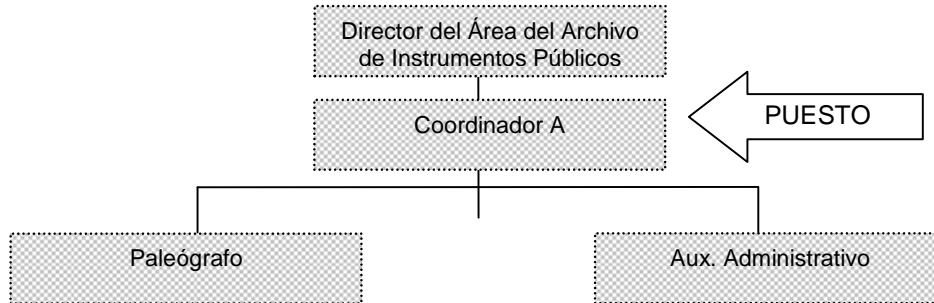 Director del Área del Archivo
de Instrumentos Públicos
Coordinador A
PUESTO
Paleógrafo
Aux. Administrativo